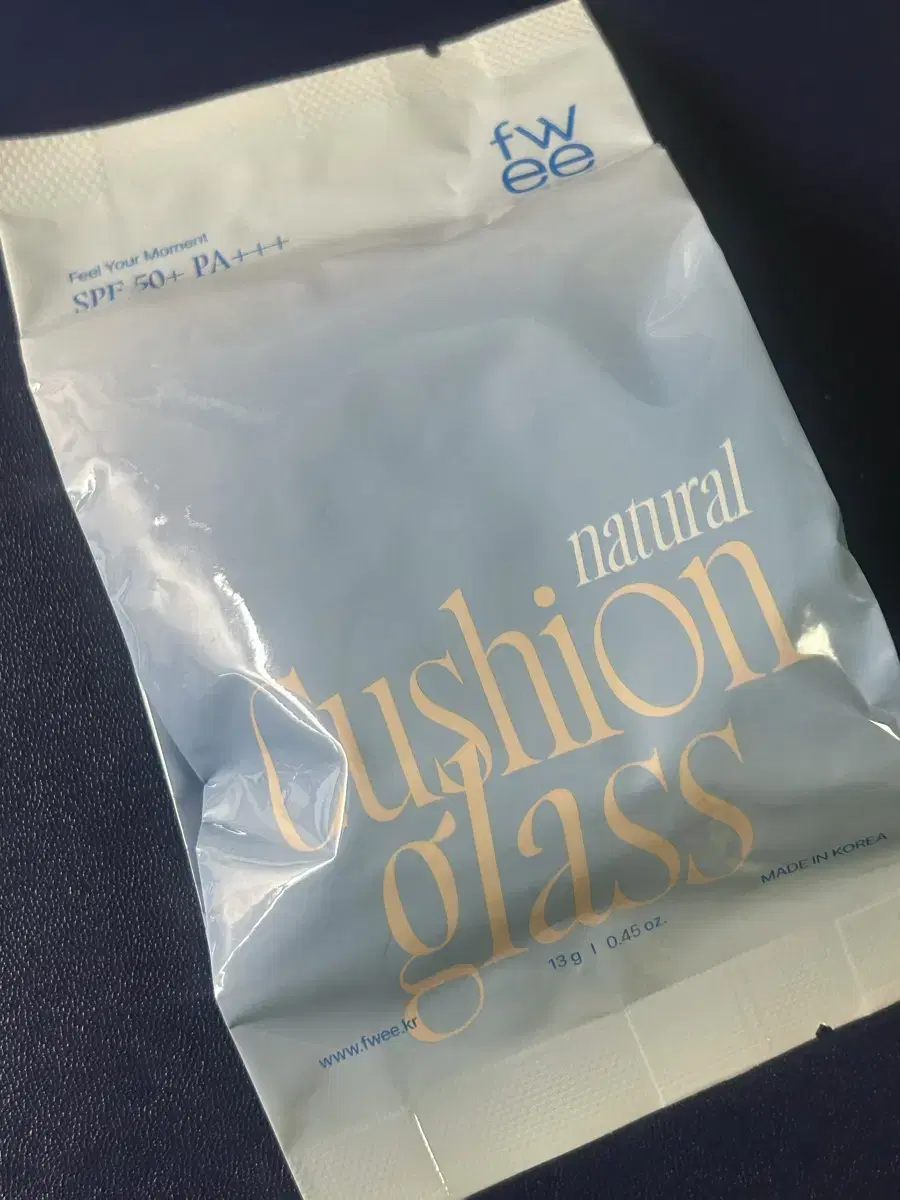 fw
ee
Feel Your Moment
SPF 50+ PA+++
natural
Cushion
glass
MADE IN KOREA
13 g | 0.45 oz.
www.fwee.kr